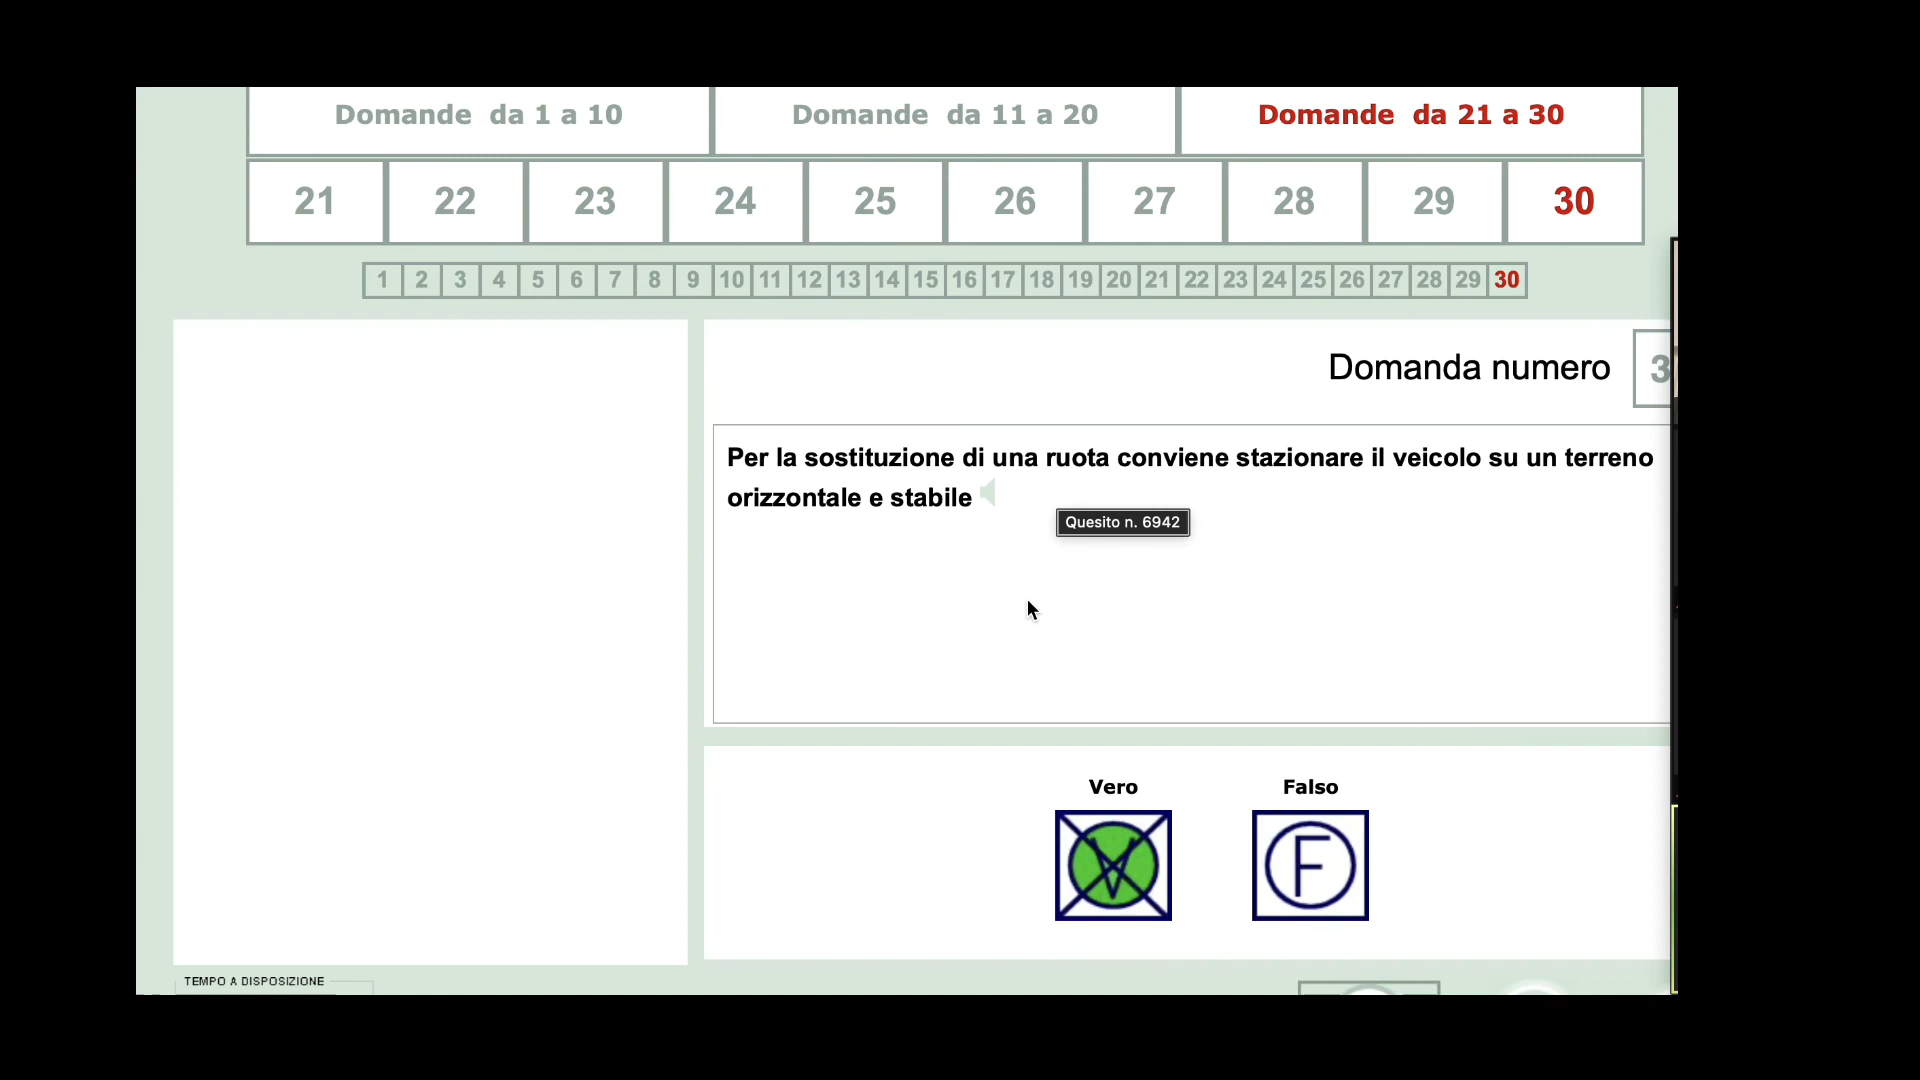 Domande da 1 a 10 Domande da 11 a 20 Domande da 21 a 30
21 22 23 24 25 26 27 28 29 30
1 2 3 4 5 6 7 8 9 10 11 12 13 14 15 16 17 18 19 20 21 22 23 24 25 26 27 28 29 30
Domanda numero 3
Per la sostituzione di una ruota conviene stazionare il veicolo su un terreno
orizzontale e stabile
Quesito n. 6942
Vero Falso
V F
TEMPO A DISPOSIZIONE